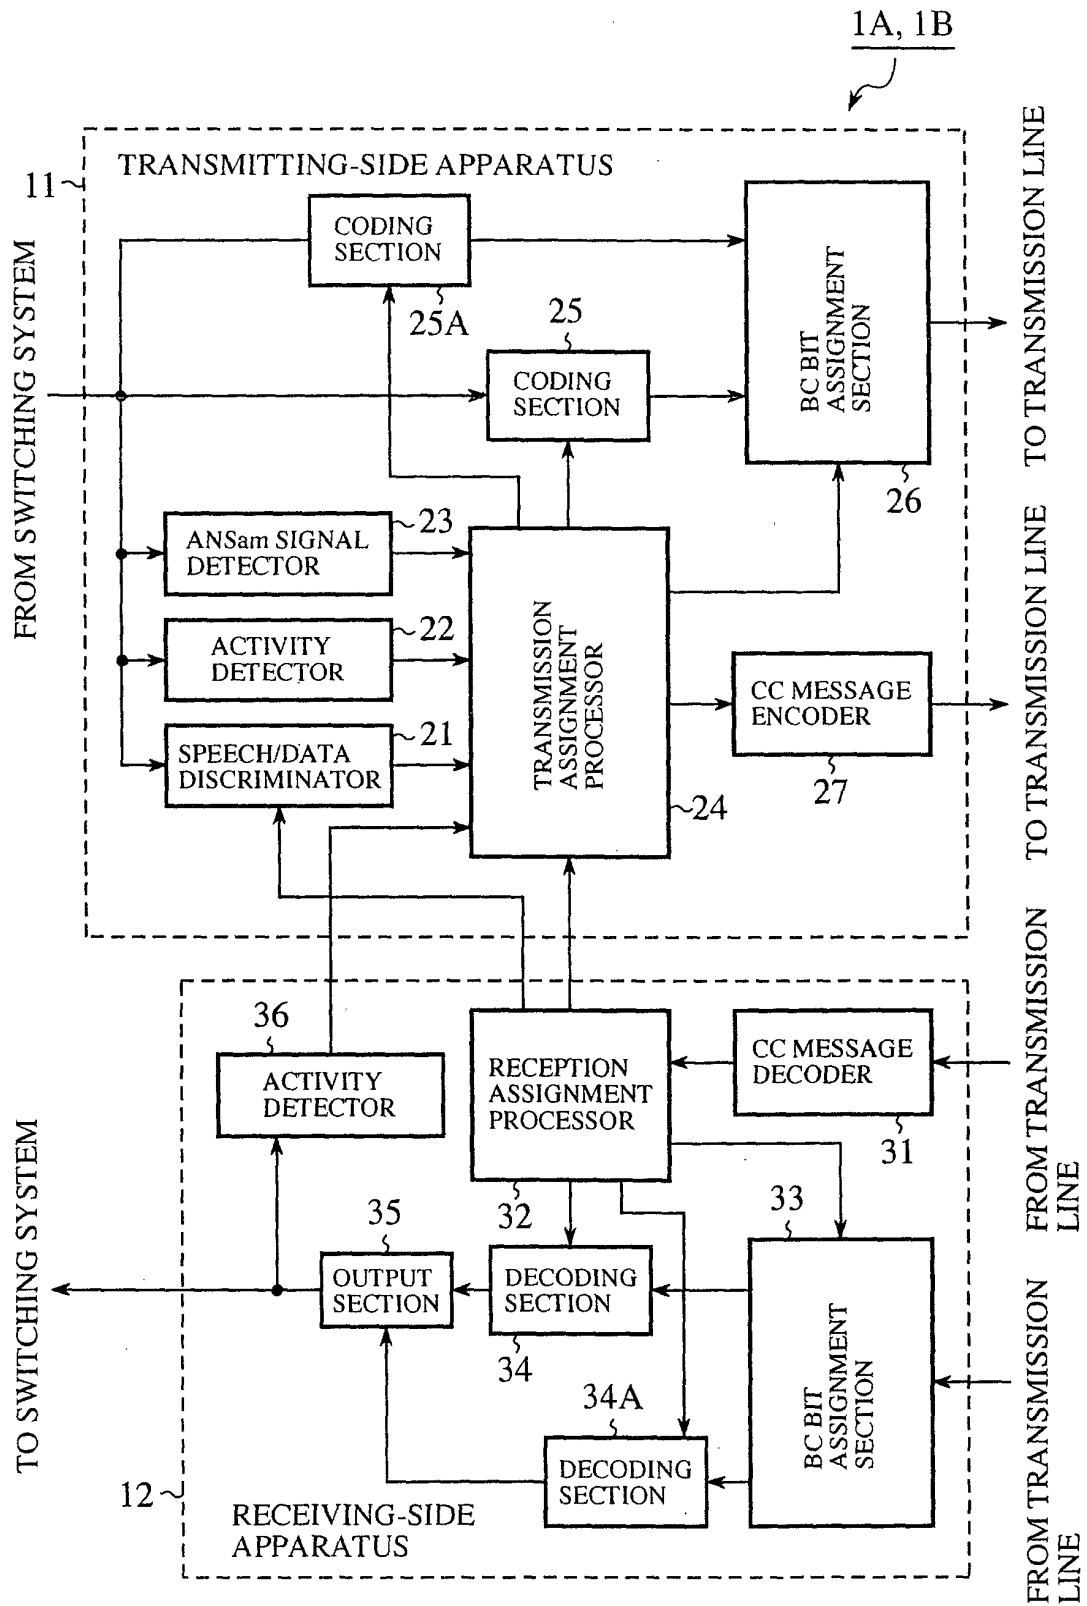 1A, 1B
11
TRANSMITTING-SIDE APPARATUS
CODING
SECTION
25A
25
CODING
SECTION
BC BIT
ASSIGNMENT
SECTION
26
TO TRANSMISSION LINE
FROM SWITCHING SYSTEM
ANSam SIGNAL
DETECTOR
23
ACTIVITY
DETECTOR
22
SPEECH/DATA
DISCRIMINATOR
21
TRANSMISSION
ASSIGNMENT
PROCESSOR
24
CC MESSAGE
ENCODER
27
TO TRANSMISSION LINE
36
ACTIVITY
DETECTOR
RECEPTION
ASSIGNMENT
PROCESSOR
32
CC MESSAGE
DECODER
31
FROM TRANSMISSION
LINE
35
OUTPUT
SECTION
DECODING
SECTION
34
33
BC BIT
ASSIGNMENT
SECTION
34A
DECODING
SECTION
TO SWITCHING SYSTEM
FROM TRANSMISSION
LINE
12
RECEIVING-SIDE
APPARATUS